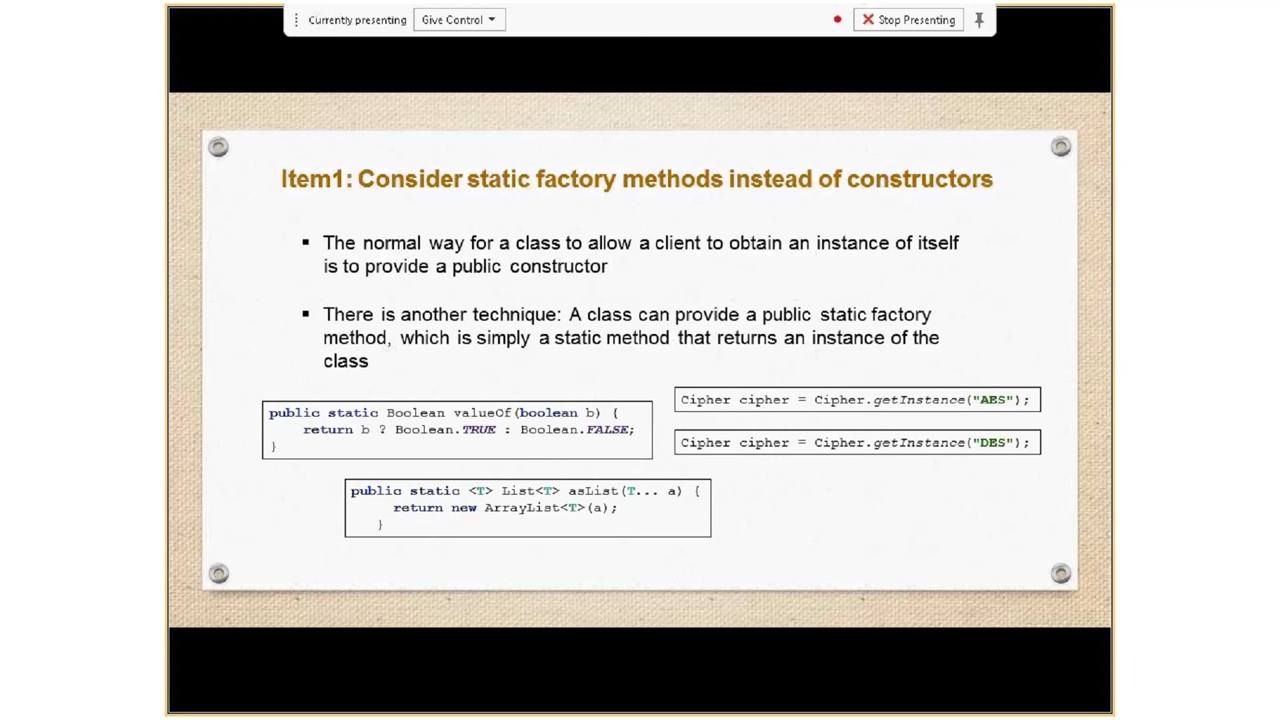 Currently presenting Give Control Stop Presenting
Item1: Consider static factory methods instead of constructors
▪ The normal way for a class to allow a client to obtain an instance of itself
is to provide a public constructor
▪ There is another technique: A class can provide a public static factory
method, which is simply a static method that returns an instance of the
class
public static Boolean valueOf(boolean b) {
return b ? Boolean.TRUE : Boolean.FALSE;
}
Cipher cipher = Cipher.getInstance("AES");
Cipher cipher = Cipher.getInstance("DES");
public static <T> List<T> asList(T... a) {
return new ArrayList<T>(a);
}